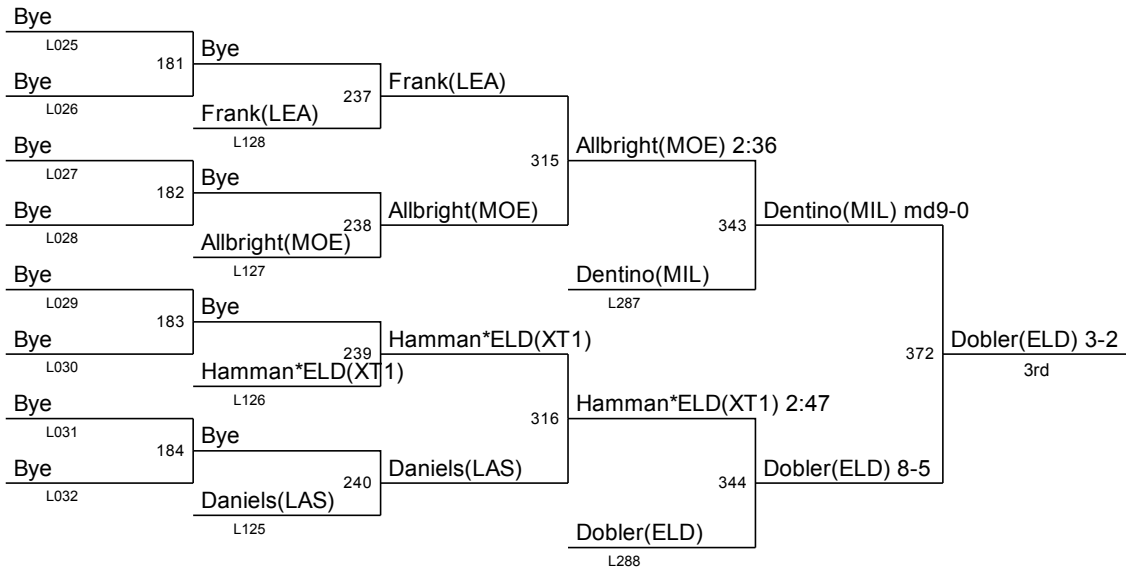 Bye
L025
181
Bye
Bye
L026
237
Frank(LEA)
Frank(LEA)
L128
Bye
L027
182
Bye
315
Allbright(MOE) 2:36
Bye
L028
238
Allbright(MOE)
Allbright(MOE)
L127
343
Dentino(MIL) md9-0
Dentino(MIL)
L287
Bye
L029
183
Bye
Bye
L030
239
Hamman*ELD(XT1)
Hamman*ELD(XT1)
L126
372
Dobler(ELD) 3-2
3rd
Bye
L031
184
Bye
316
Hamman*ELD(XT1) 2:47
Bye
L032
240
Daniels(LAS)
Daniels(LAS)
L125
344
Dobler(ELD) 8-5
Dobler(ELD)
L288